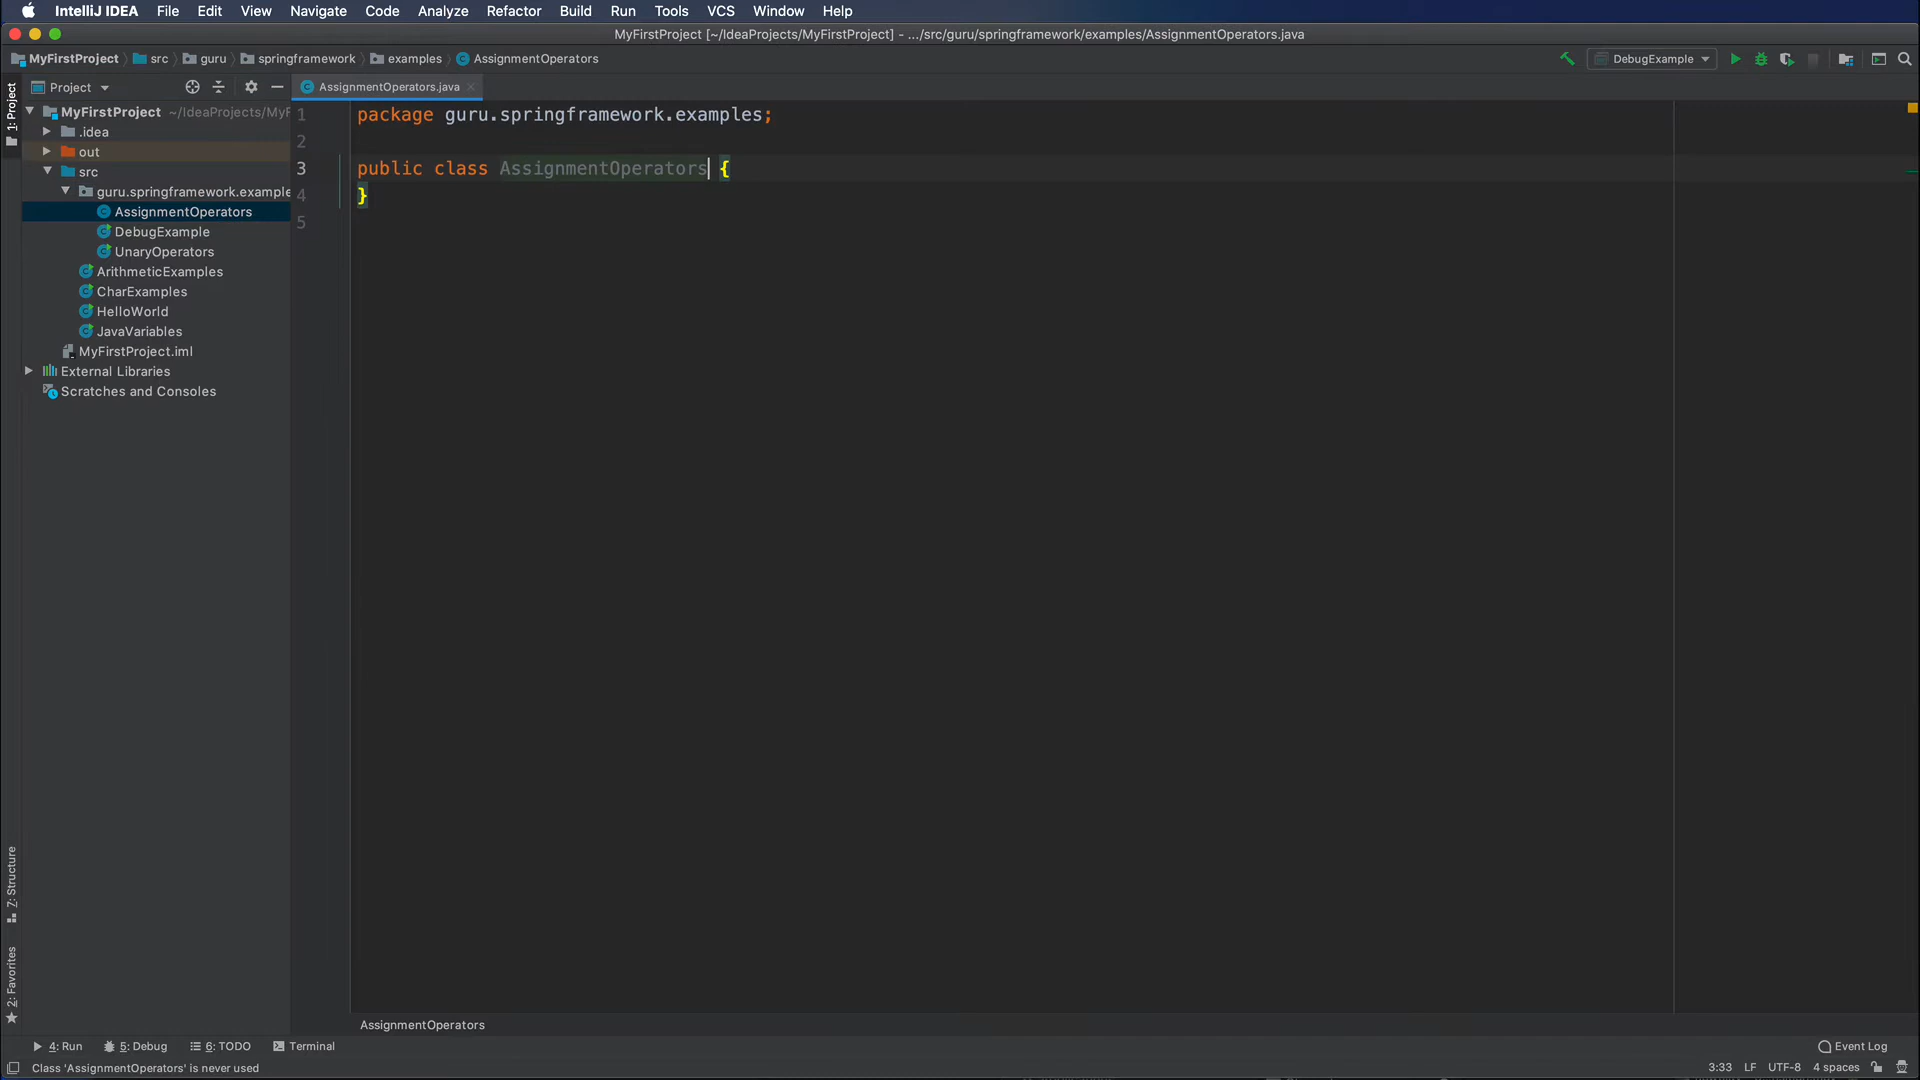 IntelliJ IDEA File Edit View Navigate Code Analyze Refactor Build Run Tools VCS Window Help
MyFirstProject [~/IdeaProjects/MyFirstProject] - .../src/guru/springframework/examples/AssignmentOperators.java
MyFirstProject src guru springframework examples AssignmentOperators DebugExample
1: Project
Project
AssignmentOperators.java
MyFirstProject ~/IdeaProjects/MyF
.idea
out
src
guru.springframework.example
AssignmentOperators
DebugExample
UnaryOperators
ArithmeticExamples
CharExamples
HelloWorld
JavaVariables
MyFirstProject.iml
External Libraries
Scratches and Consoles
1 package guru.springframework.examples;
2
3 public class AssignmentOperators {
4 }
5
Z: Structure
2: Favorites
AssignmentOperators
4: Run 5: Debug 6: TODO Terminal Event Log
Class 'AssignmentOperators' is never used 3:33 LF UTF-8 4 spaces